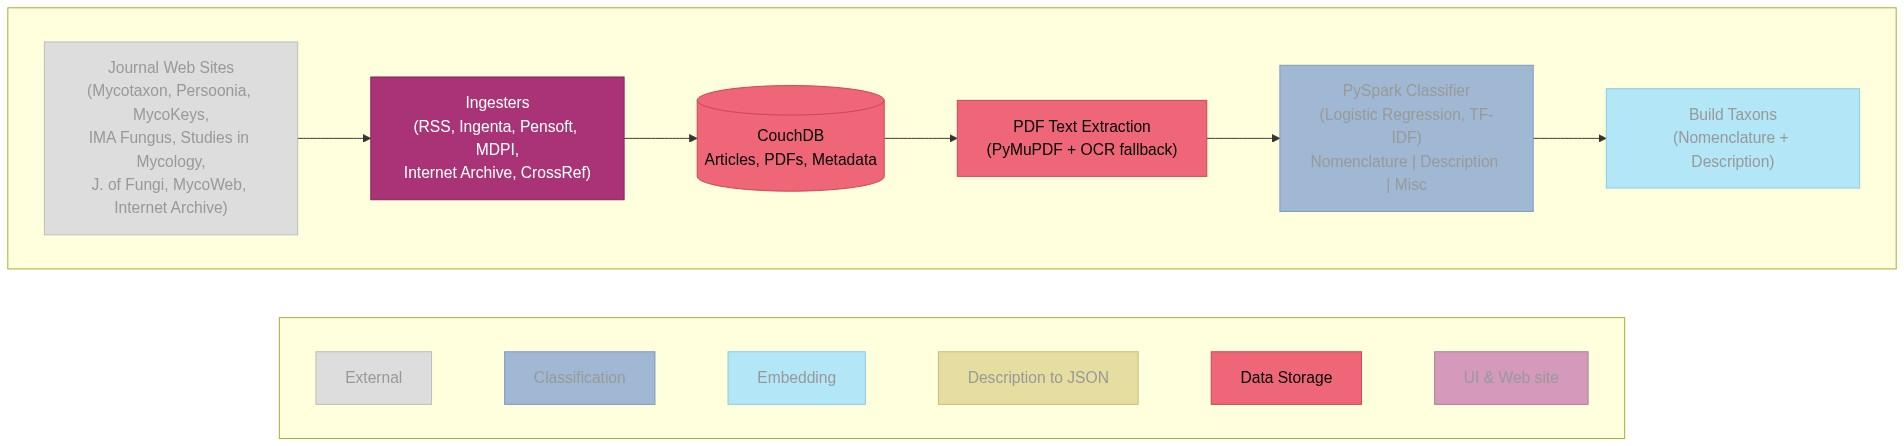 Journal Web Sites
(Mycotaxon, Persoonia,
MycoKeys,
IMA Fungus, Studies in
Mycology,
J. of Fungi, MycoWeb,
Internet Archive)
Ingesters
(RSS, Ingenta, Pensoft,
MDPI,
Internet Archive, CrossRef)
CouchDB
Articles, PDFs, Metadata
PDF Text Extraction
(PyMuPDF + OCR fallback)
PySpark Classifier
(Logistic Regression, TF-
IDF)
Nomenclature | Description
| Misc
Build Taxons
(Nomenclature +
Description)
External
Classification
Embedding
Description to JSON
Data Storage
UI & Web site